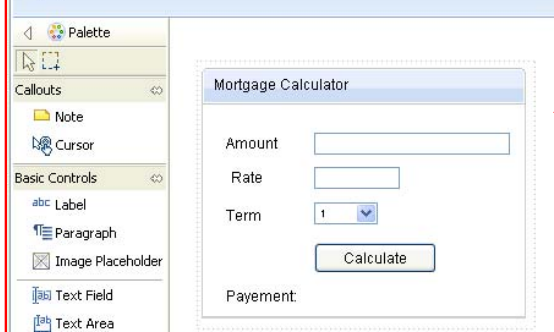 Palette
Callouts
Note
Cursor
Basic Controls
abc Label
Paragraph
Image Placeholder
Text Field
Text Area
Mortgage Calculator
Amount
Rate
Term 1
Calculate
Payement: